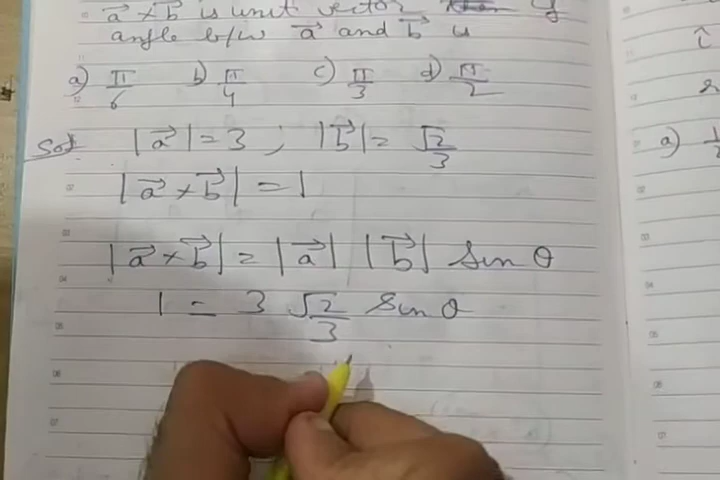 a⃗ × b⃗ is unit vector if
angle b/w a⃗ and b⃗ is
a) π/6 b) π/4 c) π/3 d) π/2
Sol |a⃗| = 3 ; |b⃗| = √2/3
|a⃗ × b⃗| = 1
|a⃗ × b⃗| = |a⃗| |b⃗| Sin θ
1 = 3 √2/3 Sin θ
a)